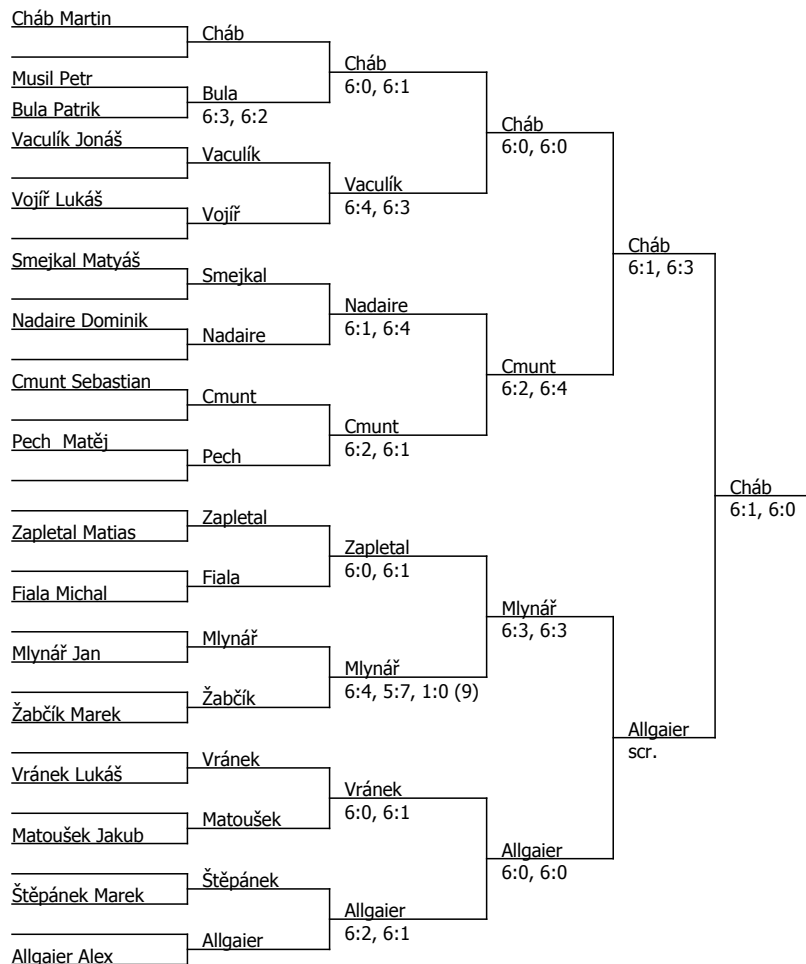 Cháb Martin
Cháb
Cháb
6:0, 6:1
Musil Petr
Bula
6:3, 6:2
Bula Patrik
Cháb
6:0, 6:0
Vaculík Jonáš
Vaculík
Vaculík
6:4, 6:3
Vojíř Lukáš
Vojíř
Cháb
6:1, 6:3
Smejkal Matyáš
Smejkal
Nadaire
6:1, 6:4
Nadaire Dominik
Nadaire
Cmunt
6:2, 6:4
Cmunt Sebastian
Cmunt
Cmunt
6:2, 6:1
Pech  Matěj
Pech
Cháb
6:1, 6:0
Zapletal
Zapletal Matias
Zapletal
6:0, 6:1
Fiala
Fiala Michal
Mlynář
6:3, 6:3
Mlynář
Mlynář Jan
Mlynář
6:4, 5:7, 1:0 (9)
Žabčík
Žabčík Marek
Allgaier
scr.
Vránek
Vránek Lukáš
Vránek
6:0, 6:1
Matoušek
Matoušek Jakub
Allgaier
6:0, 6:0
Štěpánek
Štěpánek Marek
Allgaier
6:2, 6:1
Allgaier
Allgaier Alex